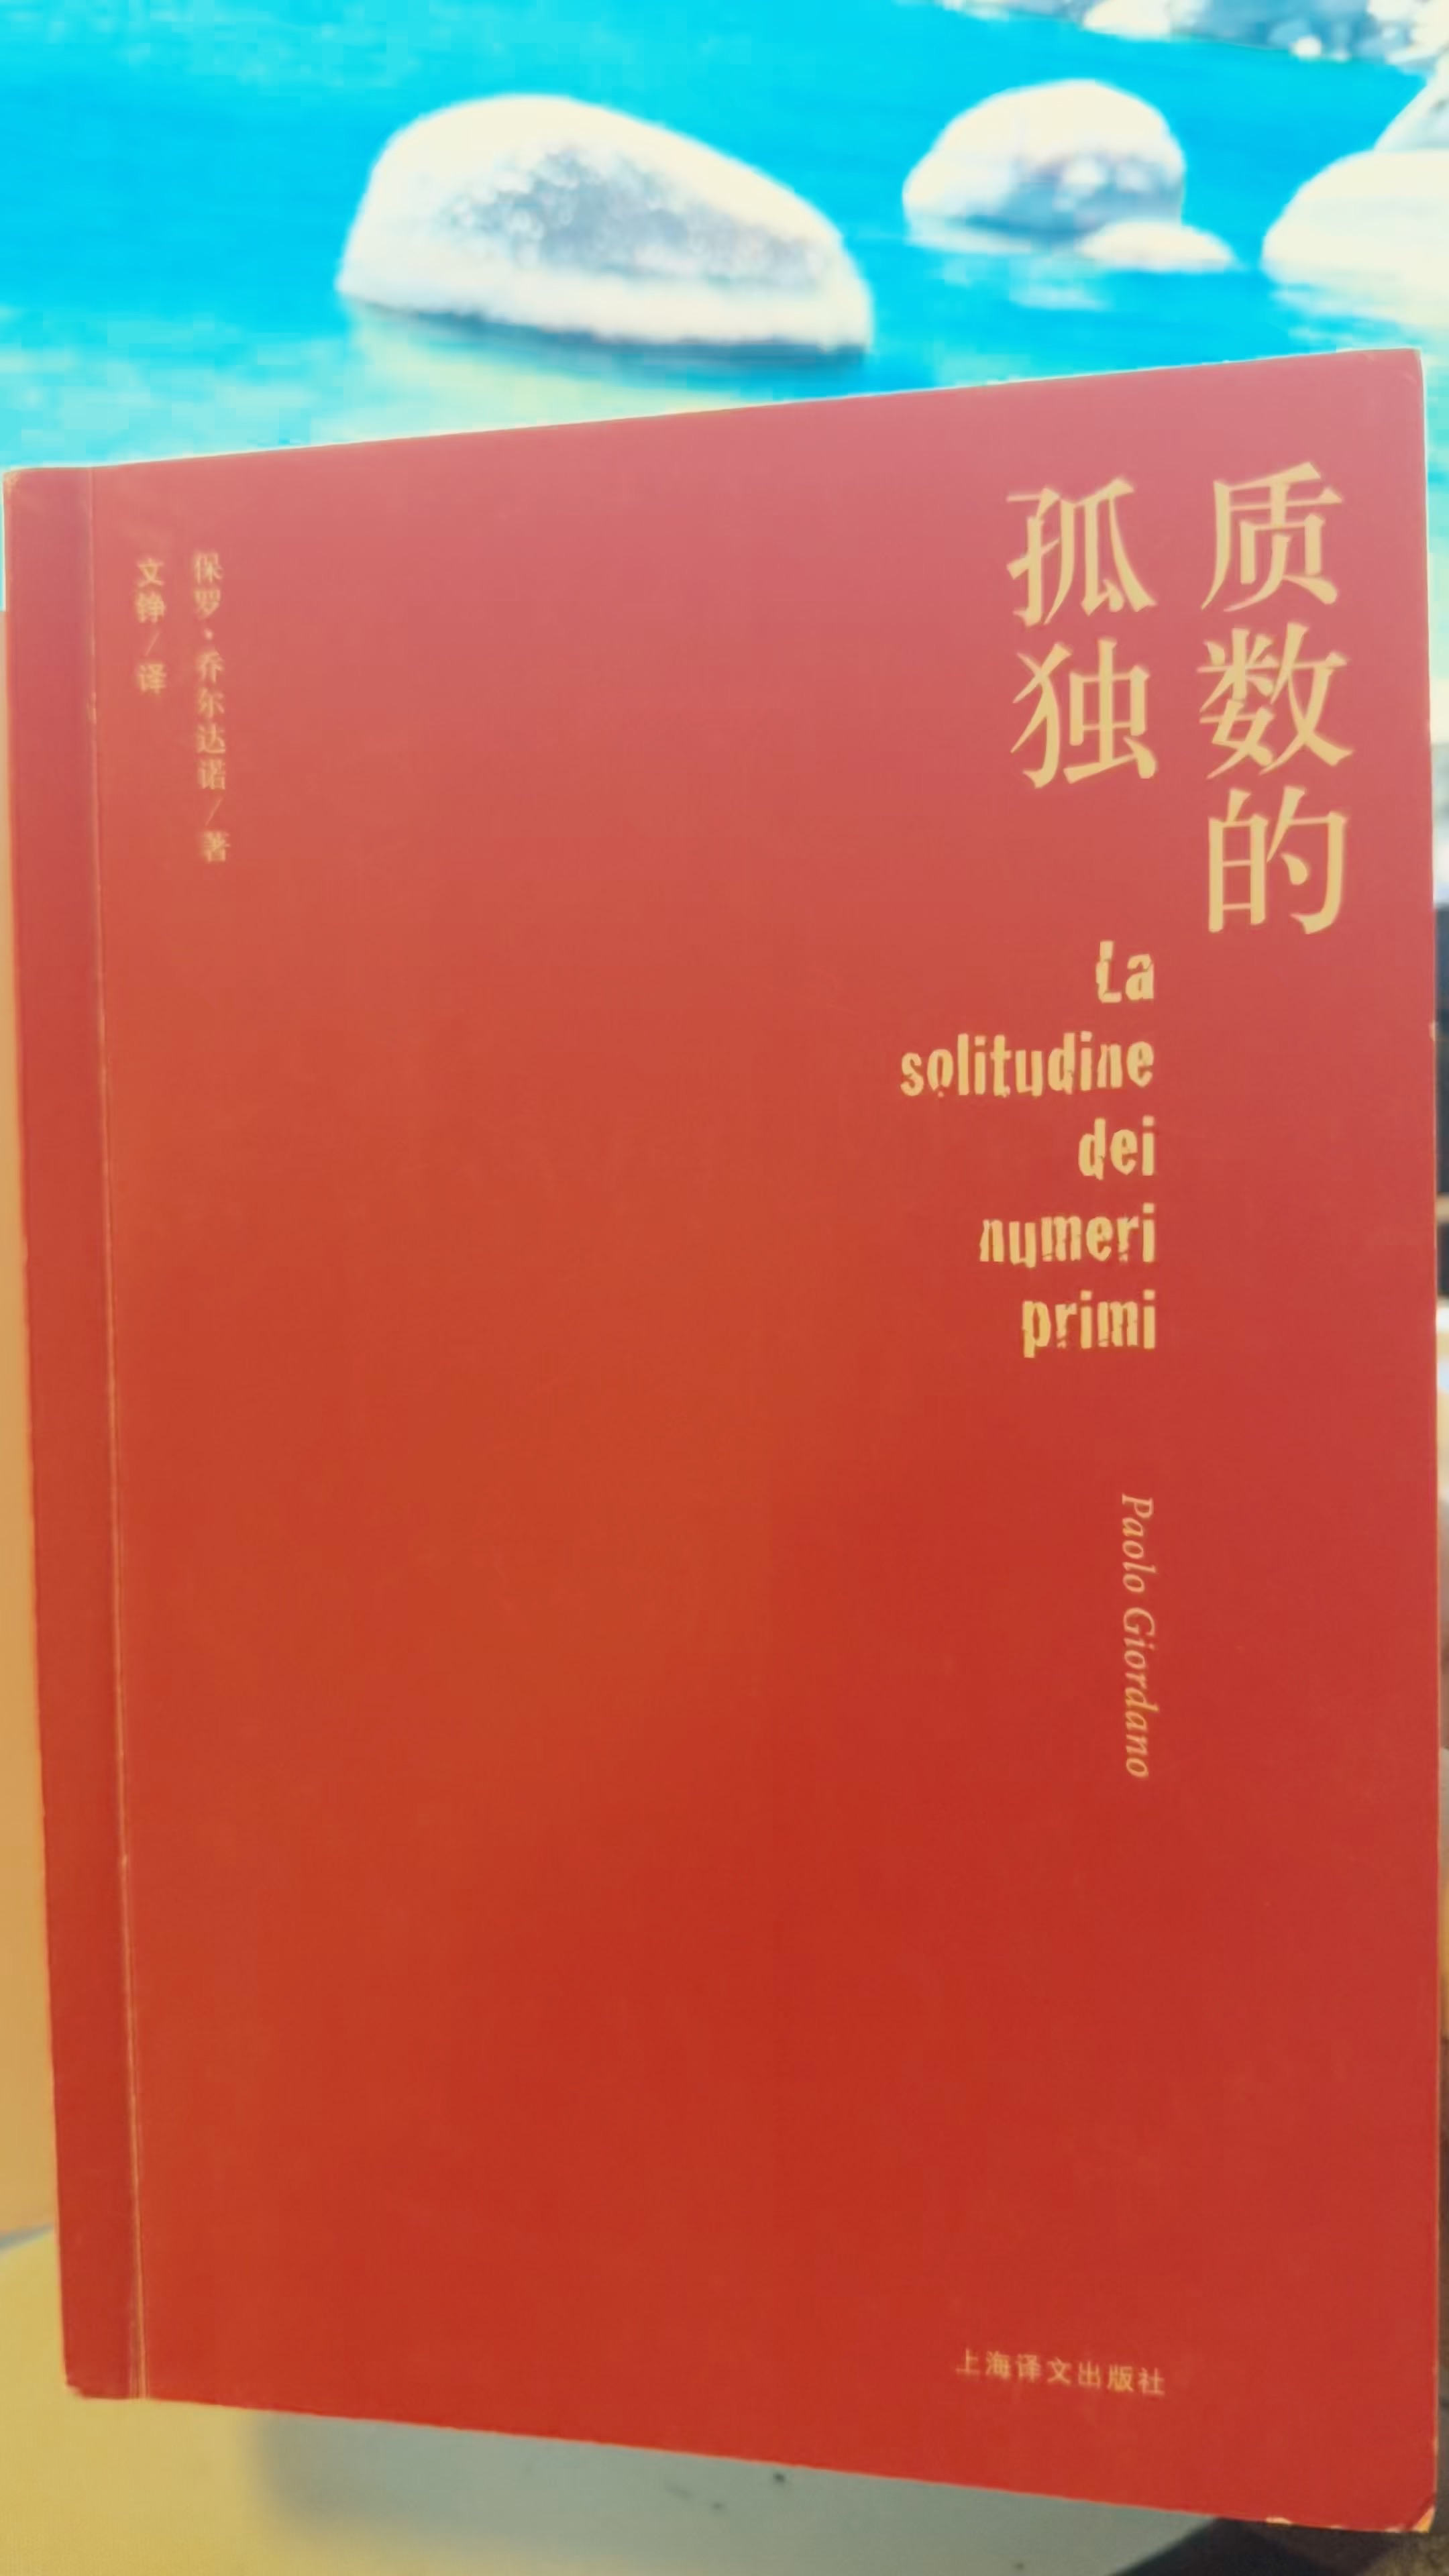 质数的
孤独
La
solitudine
dei
numeri
primi
Paolo Giordano
保罗·乔尔达诺/著
文铮/译
上海译文出版社